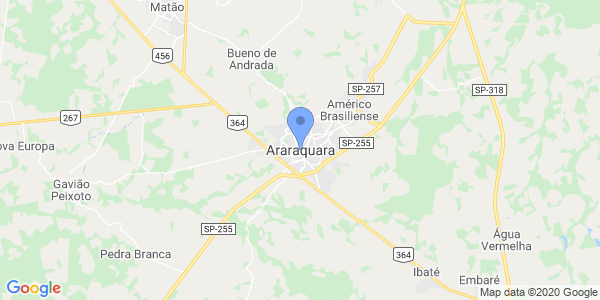 Matão
456
Bueno de
Andrada
SP-257
SP-318
Américo
Brasiliense
267
364
ova Europa
Araraquara
SP-255
Gavião
Peixoto
SP-255
Água
Vermelha
Pedra Branca
364
Ibaté
Embaré
Google
Map data ©2020 Google